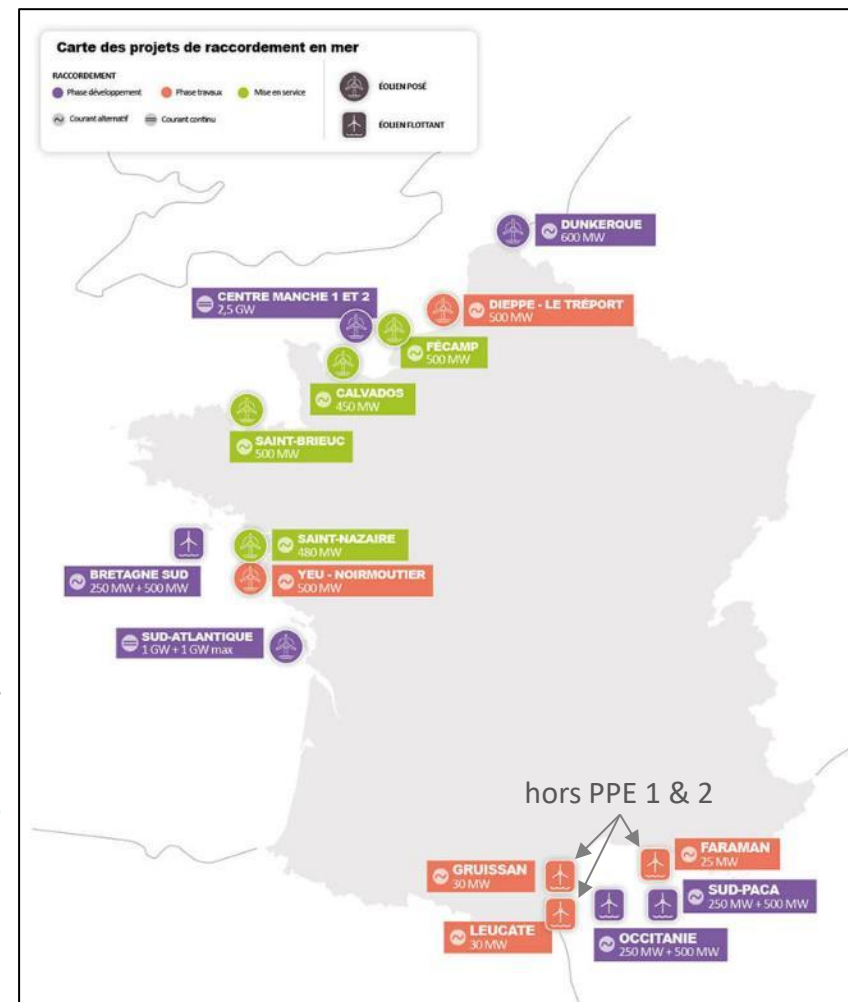 Carte des projets de raccordement en mer
RACCORDEMENT
Phase développement
Phase travaux
Mise en service
Courant alternatif
Courant continu
ÉOLIEN POSÉ
ÉOLIEN FLOTTANT
DUNKERQUE
600 MW
CENTRE MANCHE 1 ET 2
2,5 GW
DIEPPE - LE TRÉPORT
500 MW
FÉCAMP
500 MW
CALVADOS
450 MW
SAINT-BRIEUC
500 MW
SAINT-NAZAIRE
480 MW
BRETAGNE SUD
250 MW + 500 MW
YEU - NOIRMOUTIER
500 MW
SUD-ATLANTIQUE
1 GW + 1 GW max
hors PPE 1 & 2
FARAMAN
25 MW
GRUISSAN
30 MW
SUD-PACA
250 MW + 500 MW
LEUCATE
30 MW
OCCITANIE
250 MW + 500 MW